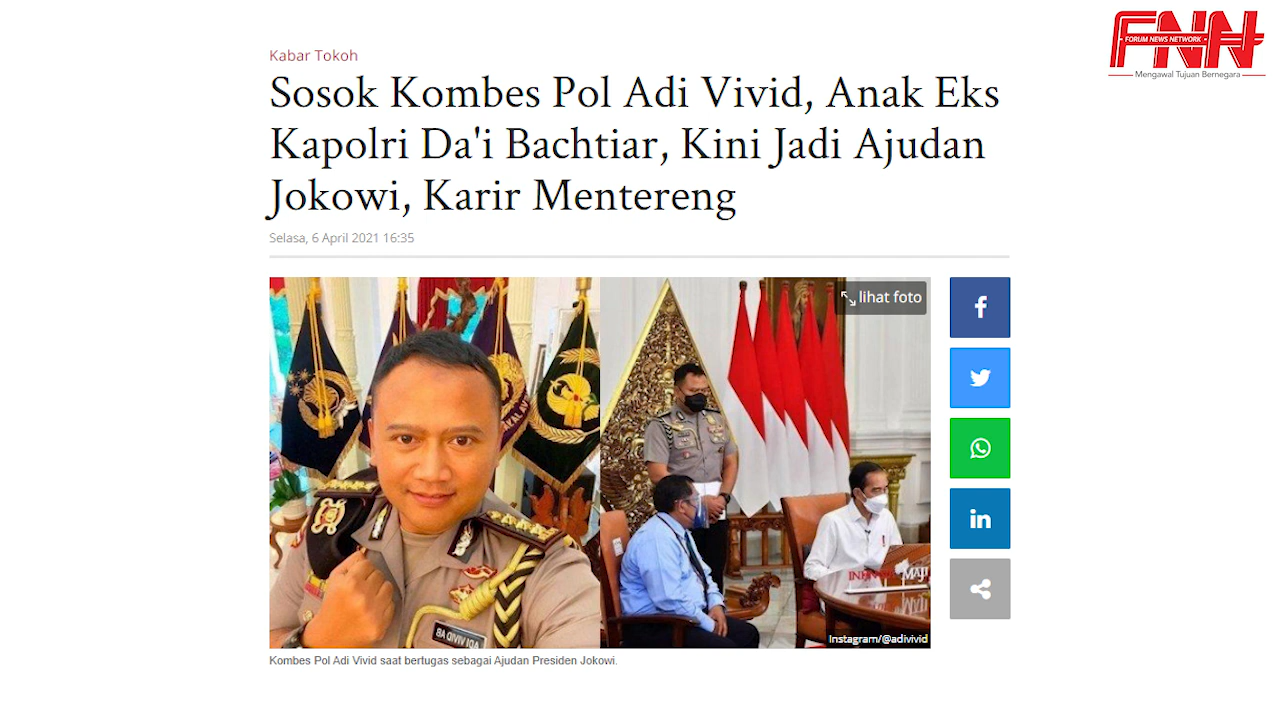 FNN
FORUM NEWS NETWORK
Mengawal Tujuan Bernegara
Kabar Tokoh
Sosok Kombes Pol Adi Vivid, Anak Eks
Kapolri Da'i Bachtiar, Kini Jadi Ajudan
Jokowi, Karir Mentereng
Selasa, 6 April 2021 16:35
lihat foto
ADI VIVID AB
Instagram/@adivivid
Kombes Pol Adi Vivid saat bertugas sebagai Ajudan Presiden Jokowi.